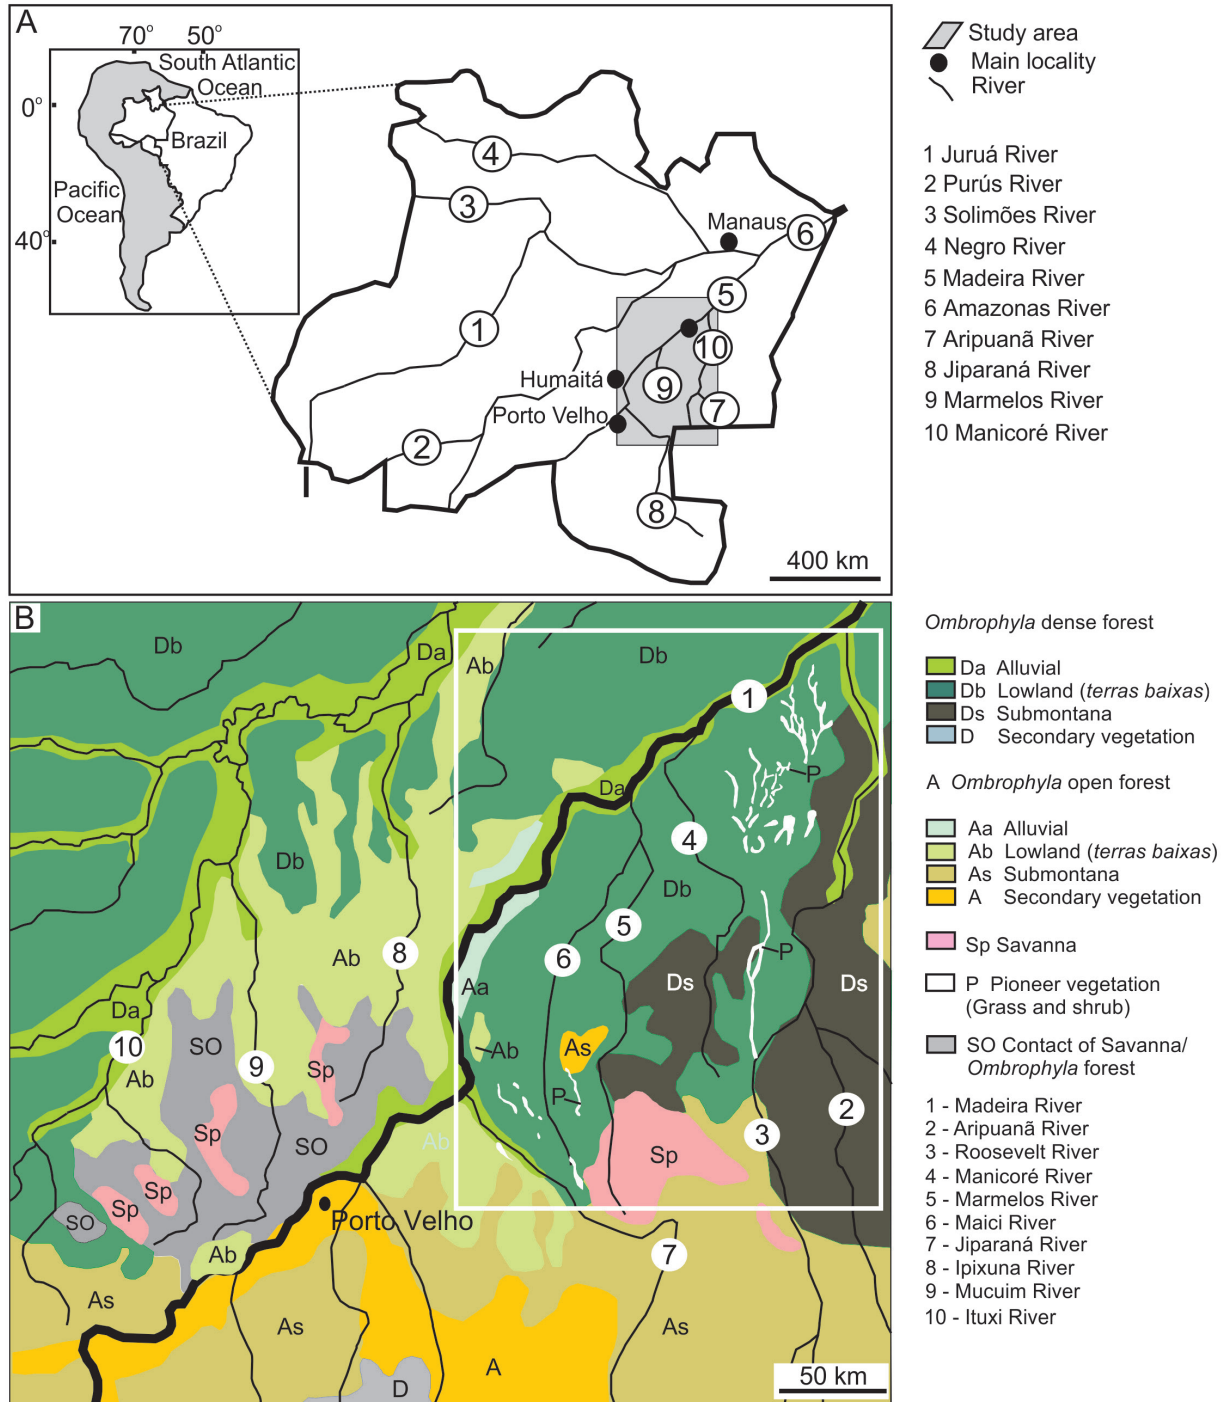 A
70° 50°
South Atlantic
Ocean
0°
Brazil
Pacific
Ocean
40°
4
3
Manaus
6
5
1
10
Humaitá
9
Porto Velho
7
2
8
400 km
Study area
Main locality
River
1 Juruá River
2 Purús River
3 Solimões River
4 Negro River
5 Madeira River
6 Amazonas River
7 Aripuanã River
8 Jiparaná River
9 Marmelos River
10 Manicoré River
B
Db
Da
Ab
Db
1
P
Da
4
Db
Db
5
8
Ab
6
P
Aa
Ds
Ds
Da
10
SO
9
Sp
Ab
As
Ab
P
2
Sp
SO
Ab
3
Sp
Sp
Sp
SO
Porto Velho
Ab
7
As
As
As
A
D
50 km
Ombrophyla dense forest
Da Alluvial
Db Lowland (terras baixas)
Ds Submontana
D Secondary vegetation
A Ombrophyla open forest
Aa Alluvial
Ab Lowland (terras baixas)
As Submontana
A Secondary vegetation
Sp Savanna
P Pioneer vegetation
(Grass and shrub)
SO Contact of Savanna/
Ombrophyla forest
1 - Madeira River
2 - Aripuanã River
3 - Roosevelt River
4 - Manicoré River
5 - Marmelos River
6 - Maici River
7 - Jiparaná River
8 - Ipixuna River
9 - Mucuim River
10 - Ituxi River